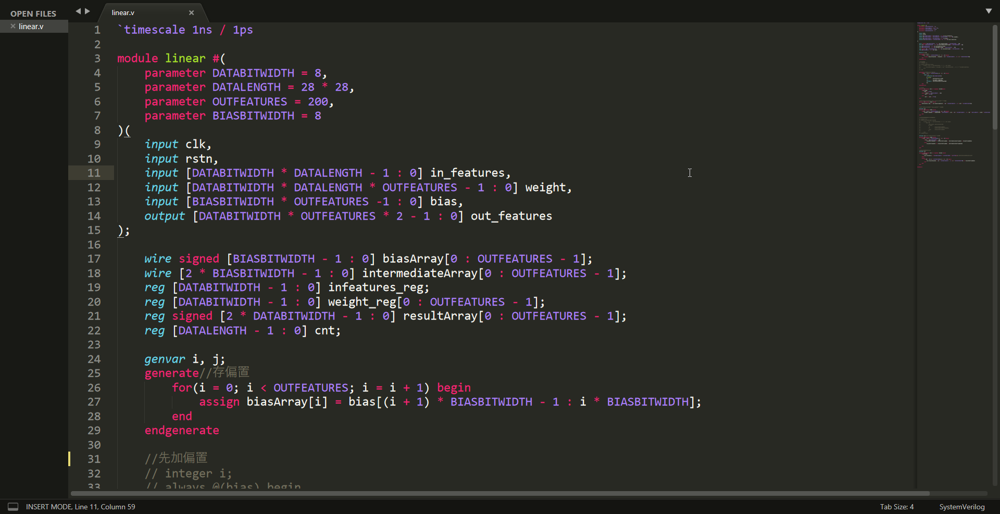 OPEN FILES
linear.v
linear.v
1 `timescale 1ns / 1ps
2
3 module linear #(
4 parameter DATABITWIDTH = 8,
5 parameter DATALENGTH = 28 * 28,
6 parameter OUTFEATURES = 200,
7 parameter BIASBITWIDTH = 8
8 )(
9 input clk,
10 input rstn,
11 input [DATABITWIDTH * DATALENGTH - 1 : 0] in_features,
12 input [DATABITWIDTH * DATALENGTH * OUTFEATURES - 1 : 0] weight,
13 input [BIASBITWIDTH * OUTFEATURES -1 : 0] bias,
14 output [DATABITWIDTH * OUTFEATURES * 2 - 1 : 0] out_features
15 );
16
17 wire signed [BIASBITWIDTH - 1 : 0] biasArray[0 : OUTFEATURES - 1];
18 wire [2 * BIASBITWIDTH - 1 : 0] intermediateArray[0 : OUTFEATURES - 1];
19 reg [DATABITWIDTH - 1 : 0] infeatures_reg;
20 reg [DATABITWIDTH - 1 : 0] weight_reg[0 : OUTFEATURES - 1];
21 reg signed [2 * DATABITWIDTH - 1 : 0] resultArray[0 : OUTFEATURES - 1];
22 reg [DATALENGTH - 1 : 0] cnt;
23
24 genvar i, j;
25 generate//存偏置
26 for(i = 0; i < OUTFEATURES; i = i + 1) begin
27 assign biasArray[i] = bias[(i + 1) * BIASBITWIDTH - 1 : i * BIASBITWIDTH];
28 end
29 endgenerate
30
31 //先加偏置
32 // integer i;
33 // always @(bias) begin
INSERT MODE, Line 11, Column 59
Tab Size: 4
SystemVerilog